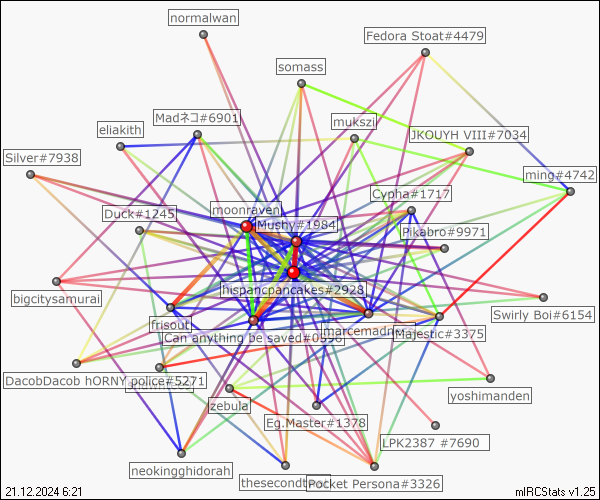 normalwan
Fedora Stoat#4479
somass
Madネコ#6901
mukszi
eliakith
JKOUYH VIII#7034
Silver#7938
ming#4742
Cypha#1717
moonraven
Duck#1245
Mushy#1984
Pikabro#9971
hispancpancakes#2928
bigcitysamurai
Swirly Boi#6154
frisout
marcemadn
Majestic#3375
Can anything be saved#0596
DacobDacob hORNY police#5271
yoshimanden
zebula
Eg.Master#1378
LPK2387 #7690
neokingghidorah
thesecondt
Pocket Persona#3326
21.12.2024 6:21
mIRCStats v1.25